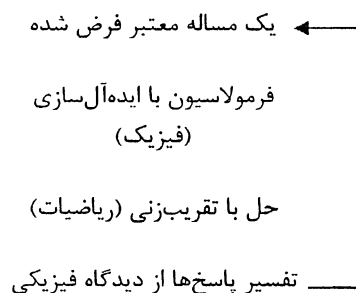 یک مساله معتبر فرض شده
فرمولاسیون با ایده‌آل‌سازی
(فیزیک)
حل با تقریب‌زنی (ریاضیات)
تفسیر پاسخ‌ها از دیدگاه فیزیکی